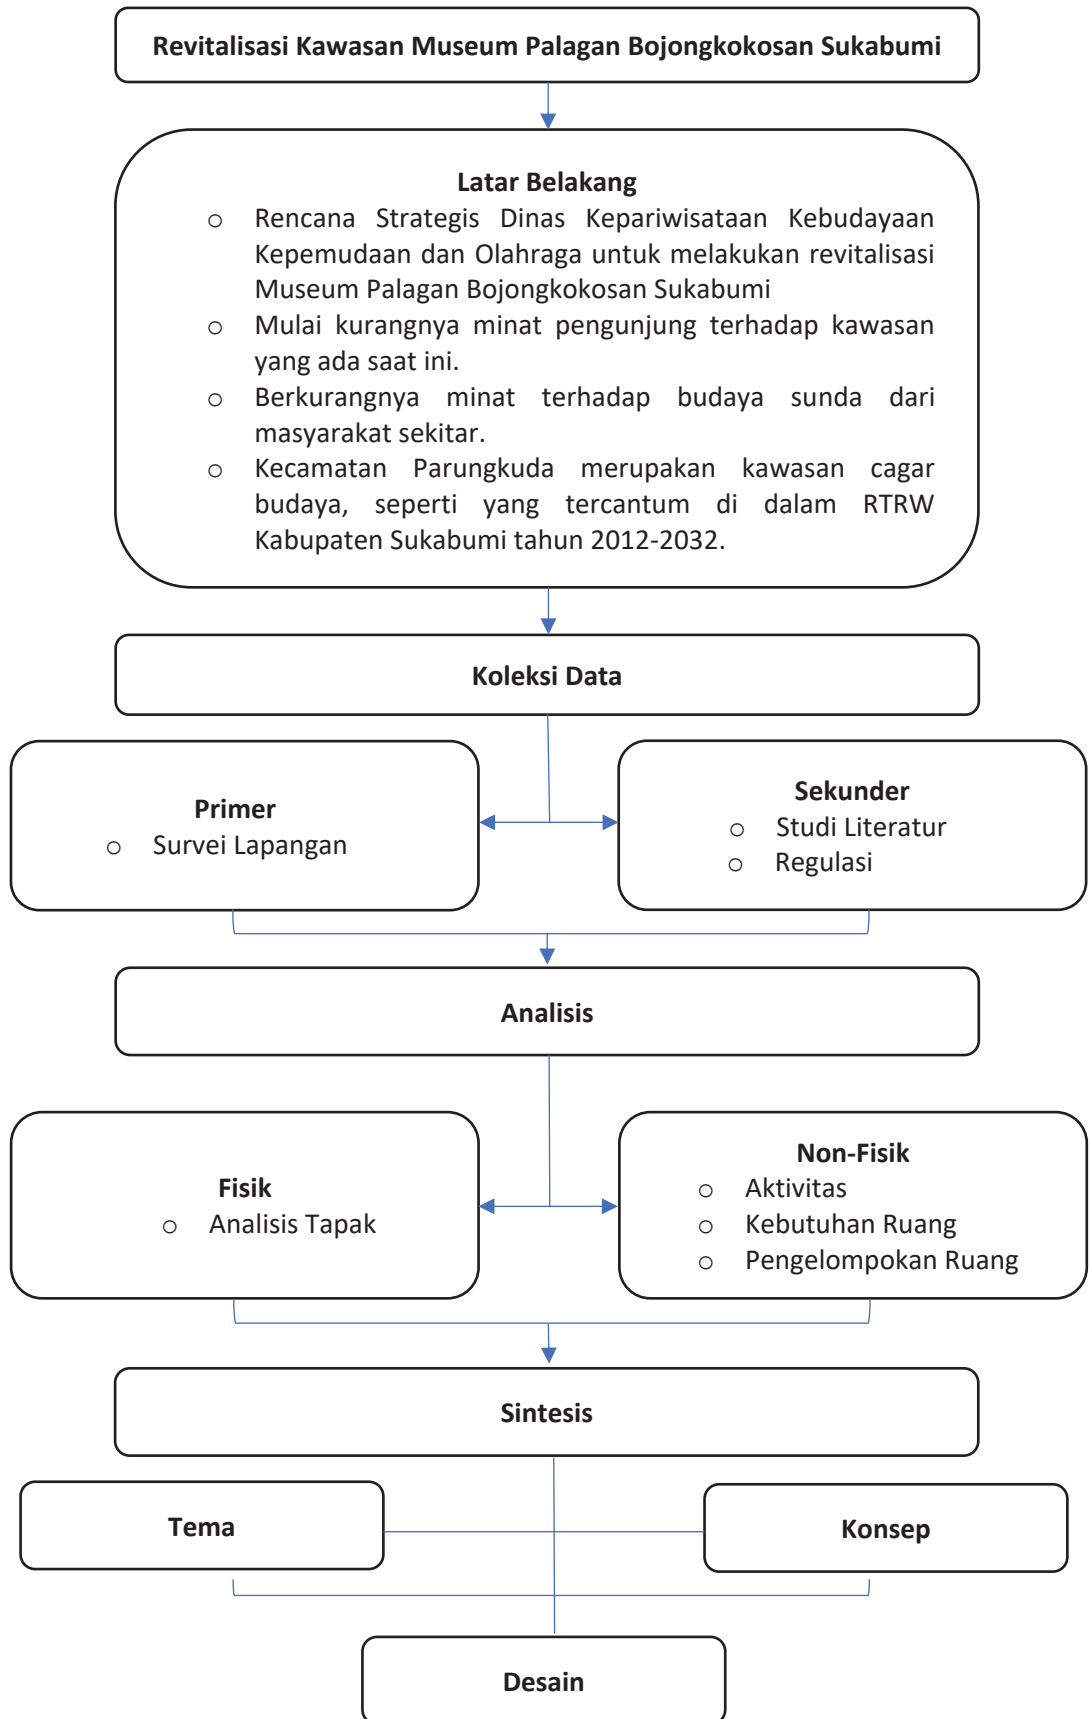 Revitalisasi Kawasan Museum Palagan Bojongkokosan Sukabumi
Latar Belakang
o Rencana Strategis Dinas Kepariwisataan Kebudayaan
Kepemudaan dan Olahraga untuk melakukan revitalisasi
Museum Palagan Bojongkokosan Sukabumi
o Mulai kurangnya minat pengunjung terhadap kawasan
yang ada saat ini.
o Berkurangnya minat terhadap budaya sunda dari
masyarakat sekitar.
o Kecamatan Parungkuda merupakan kawasan cagar
budaya, seperti yang tercantum di dalam RTRW
Kabupaten Sukabumi tahun 2012-2032.
Koleksi Data
Primer
o Survei Lapangan
Sekunder
o Studi Literatur
o Regulasi
Analisis
Fisik
o Analisis Tapak
Non-Fisik
o Aktivitas
o Kebutuhan Ruang
o Pengelompokan Ruang
Sintesis
Tema
Konsep
Desain